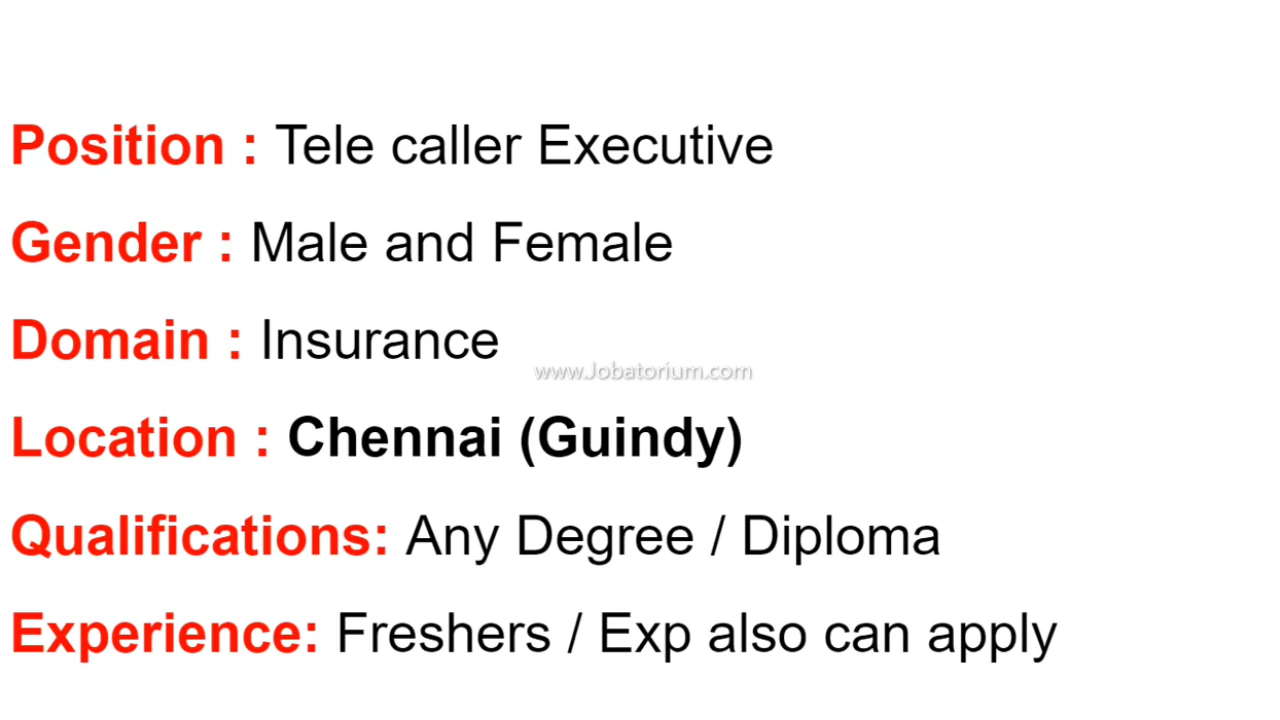 Position : Tele caller Executive
Gender : Male and Female
Domain : Insurance
www.Jobatorium.com
Location : Chennai (Guindy)
Qualifications: Any Degree / Diploma
Experience: Freshers / Exp also can apply